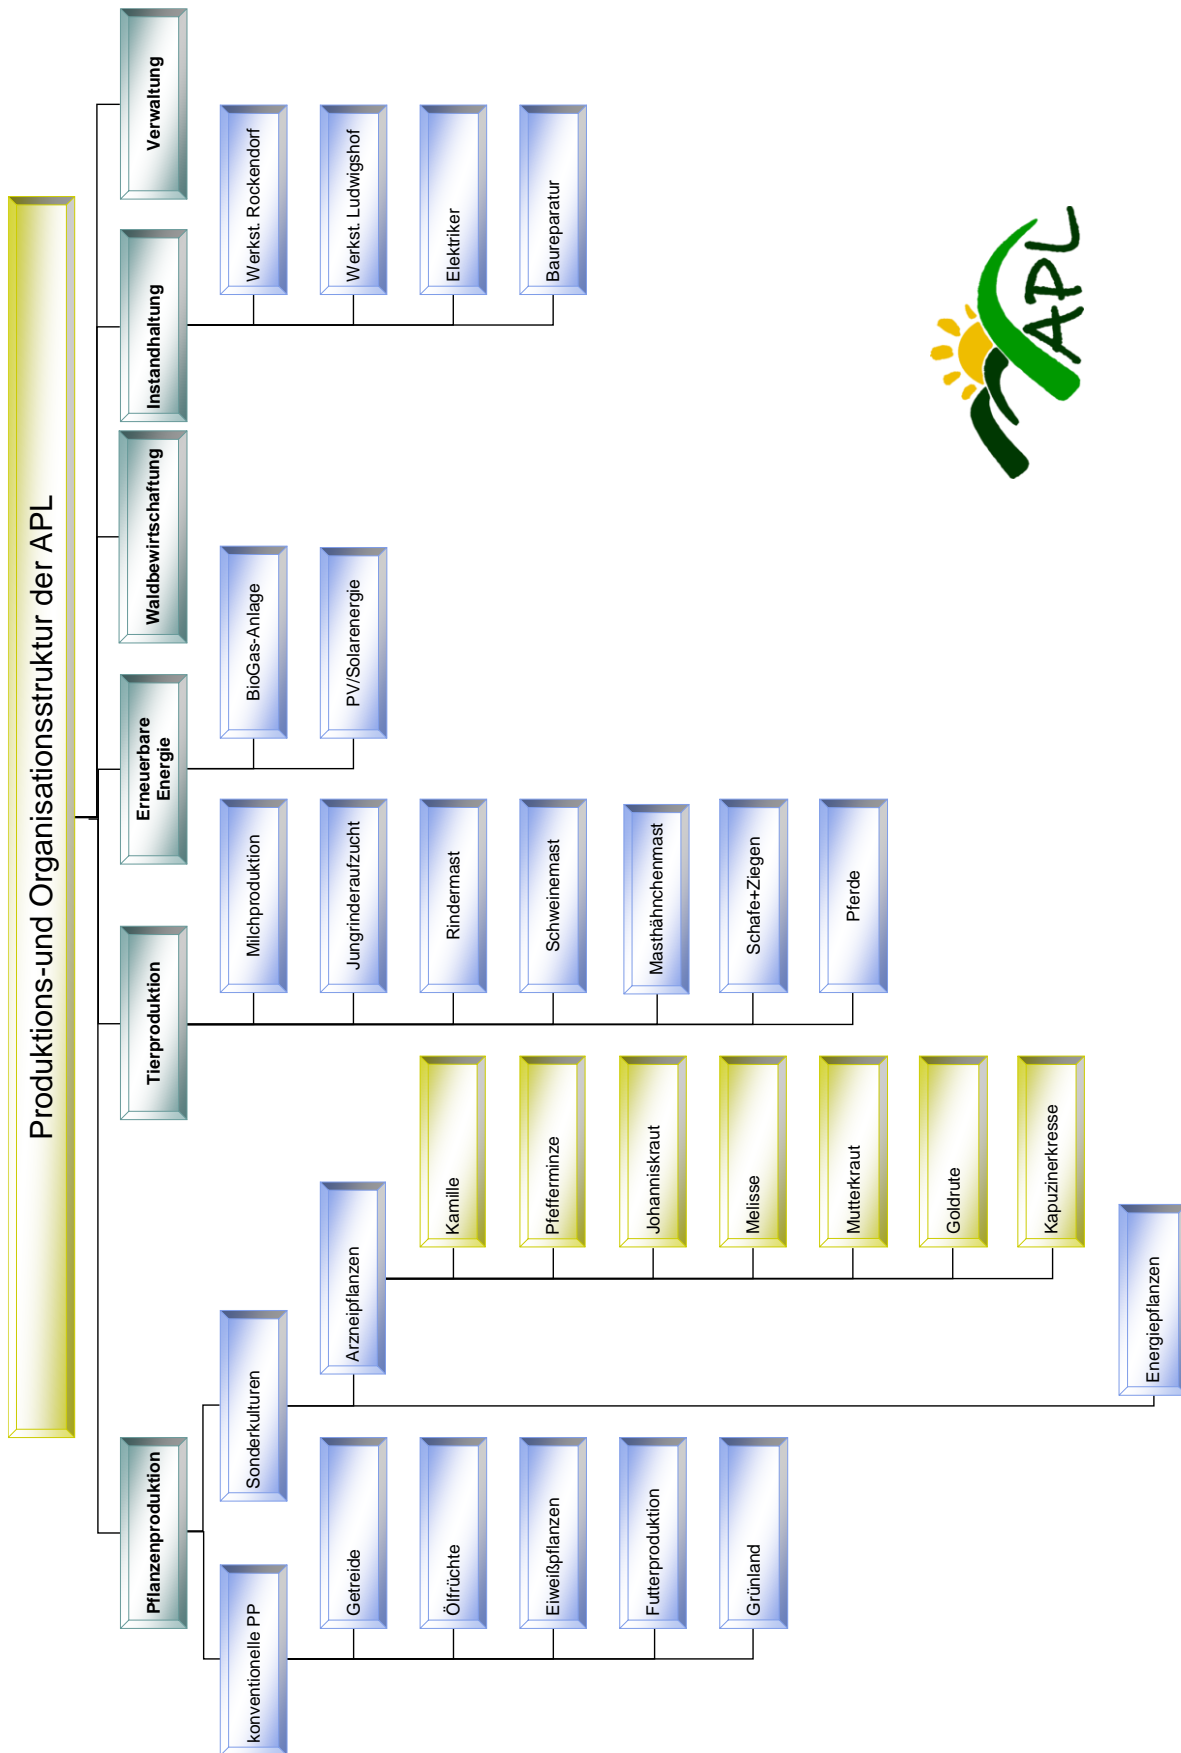 Produktions-und Organisationsstruktur der APL
Pflanzenproduktion
Tierproduktion
Erneuerbare
Energie
Waldbewirtschaftung
Instandhaltung
Verwaltung
konventionelle PP
Getreide
Ölfrüchte
Eiweißpflanzen
Futterproduktion
Grünland
Sonderkulturen
Arzneipflanzen
Kamille
Pfefferminze
Johanniskraut
Melisse
Mutterkraut
Goldrute
Kapuzinerkresse
Energiepflanzen
Milchproduktion
Jungrinderaufzucht
Rindermast
Schweinemast
Masthähnchenmast
Schafe+Ziegen
Pferde
BioGas-Anlage
PV/Solarenergie
Werkst. Rockendorf
Werkst. Ludwigshof
Elektriker
Baureparatur
APL